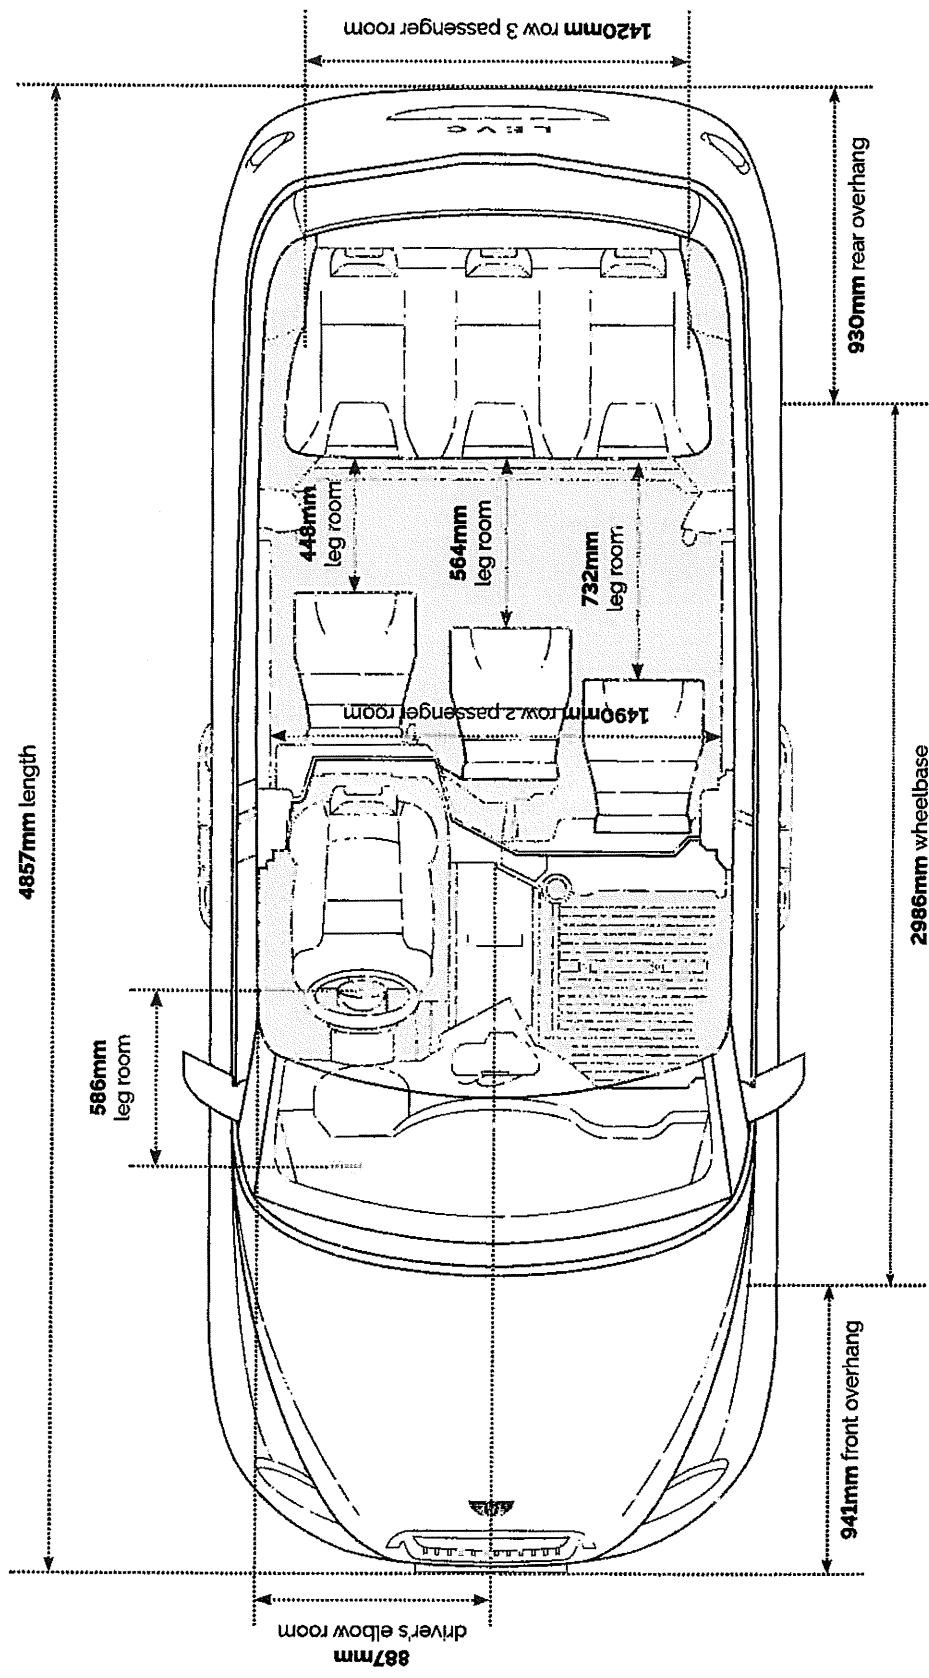 1420mm row 3 passenger room
LEVC
930mm rear overhang
448mm
leg room
564mm
leg room
732mm
leg room
1490mm row 2 passenger room
4857mm length
2986mm wheelbase
586mm
leg room
941mm front overhang
887mm
driver's elbow room